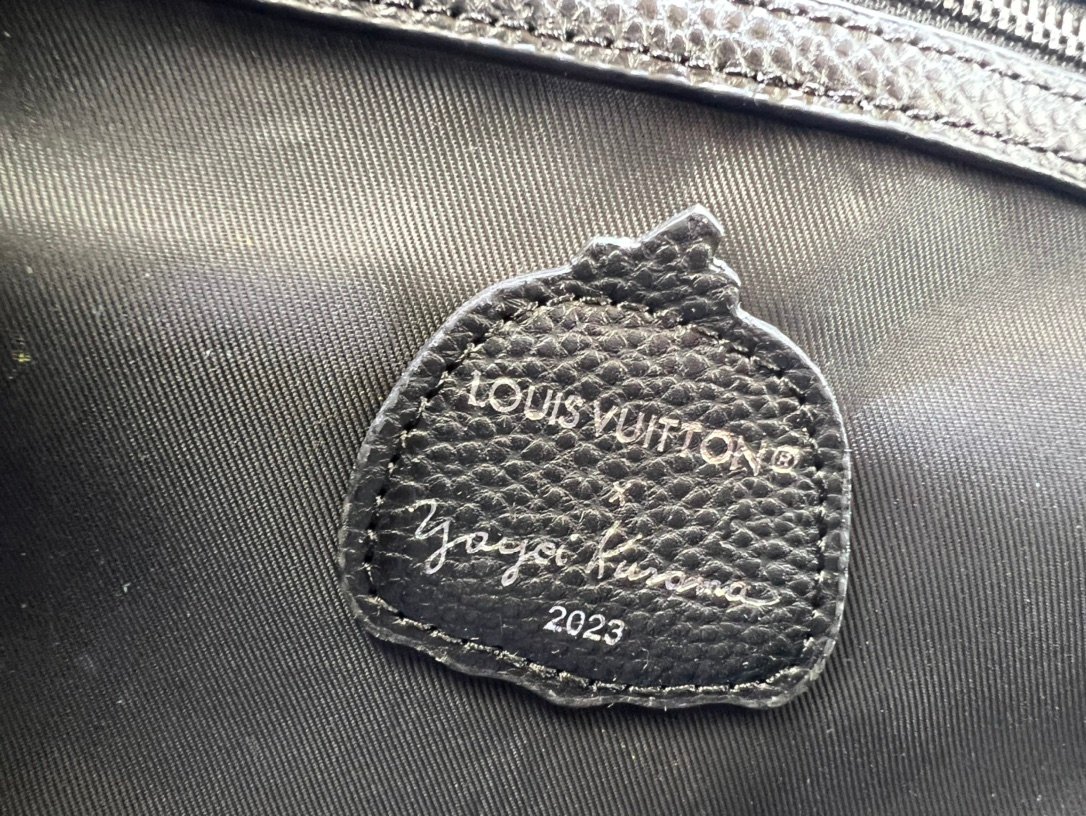 LOUIS VUITTON®
x
Yayoi Kusama
2023